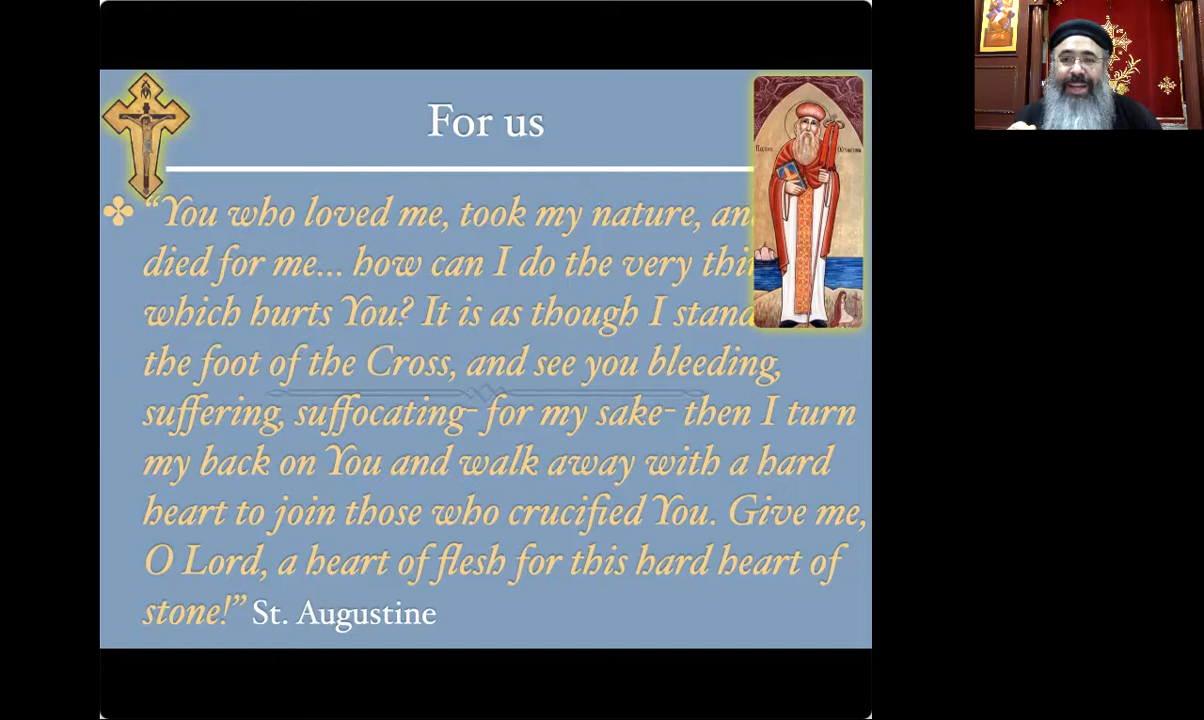 For us
“You who loved me, took my nature, an
died for me... how can I do the very thi
which hurts You? It is as though I stand
the foot of the Cross, and see you bleeding,
suffering, suffocating- for my sake- then I turn
my back on You and walk away with a hard
heart to join those who crucified You. Give me,
O Lord, a heart of flesh for this hard heart of
stone!” St. Augustine